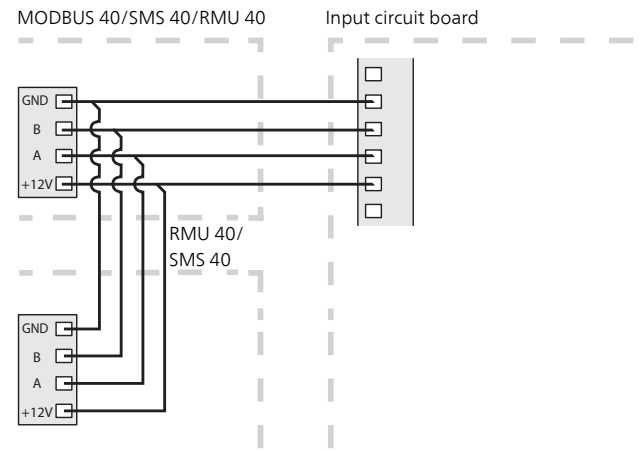 MODBUS 40/SMS 40/RMU 40
Input circuit board
GND
B
A
+12V
RMU 40/
SMS 40
GND
B
A
+12V